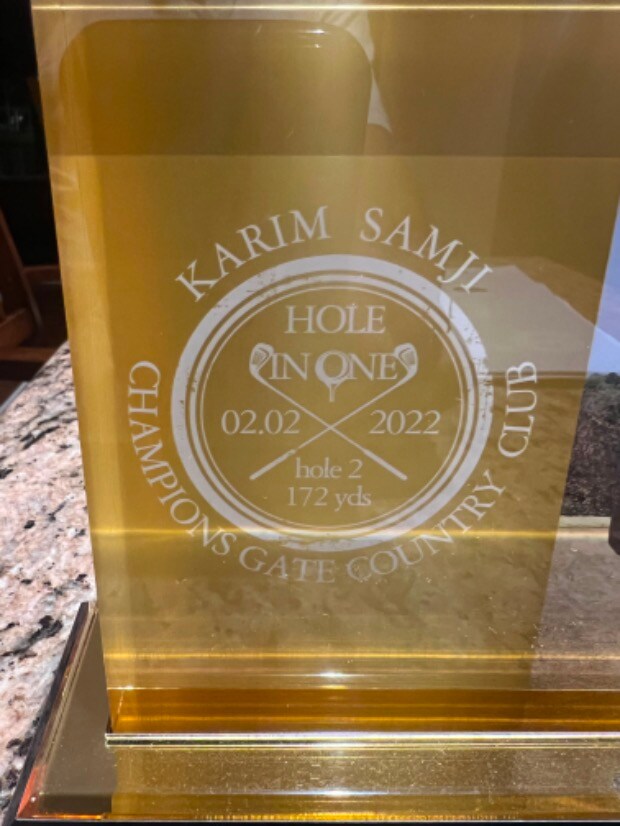 KARIM SAMJI
HOLE
IN ONE
02.02 2022
hole 2
172 yds
CHAMPIONS GATE COUNTRY CLUB